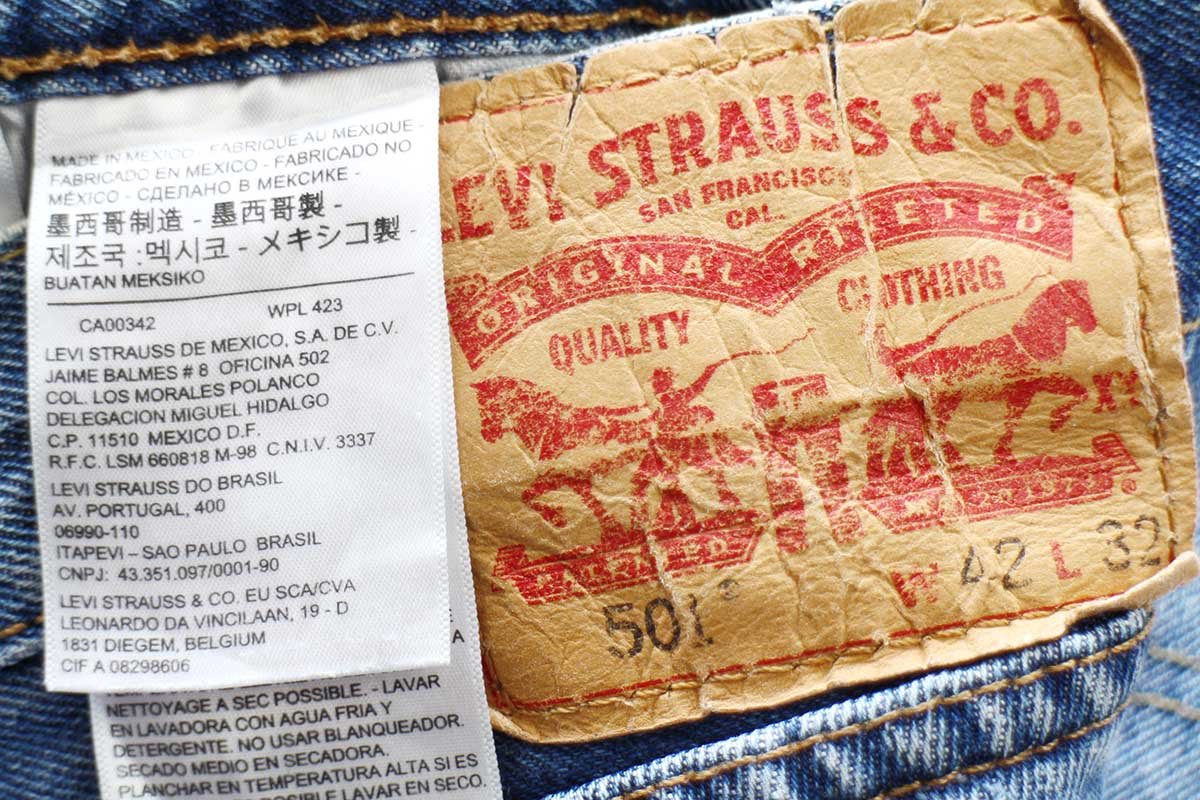 MADE IN MEXICO - FABRIQUE AU MEXIQUE -
FABRICADO EN MEXICO - FABRICADO NO
MÉXICO - СДЕЛАНО В МЕКСИКЕ -
墨西哥制造 - 墨西哥製 -
제조국 :멕시코 - メキシコ製 -
BUATAN MEKSIKO
CA00342 WPL 423
LEVI STRAUSS DE MEXICO, S.A. DE C.V.
JAIME BALMES # 8 OFICINA 502
COL. LOS MORALES POLANCO
DELEGACION MIGUEL HIDALGO
C.P. 11510 MEXICO D.F.
R.F.C. LSM 660818 M-98 C.N.I.V. 3337
LEVI STRAUSS DO BRASIL
AV. PORTUGAL, 400
06990-110
ITAPEVI – SAO PAULO BRASIL
CNPJ: 43.351.097/0001-90
LEVI STRAUSS & CO. EU SCA/CVA
LEONARDO DA VINCILAAN, 19 - D
1831 DIEGEM, BELGIUM
CIF A 08298606
NETTOYAGE A SEC POSSIBLE. - LAVAR
EN LAVADORA CON AGUA FRIA Y
DETERGENTE. NO USAR BLANQUEADOR.
SECADO MEDIO EN SECADORA.
PLANCHAR EN TEMPERATURA ALTA SI ES
POSIBLE LAVAR EN SECO.
LEVI STRAUSS & CO.
SAN FRANCISCO
CAL.
ORIGINAL RIVETED
QUALITY CLOTHING
PATENTED
501® W 42 L 32